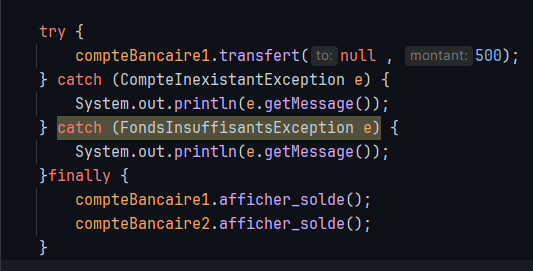 try {
    compteBancaire1.transfert( to: null , montant: 500);
} catch (CompteInexistantException e) {
    System.out.println(e.getMessage());
} catch (FondsInsuffisantsException e) {
    System.out.println(e.getMessage());
}finally {
    compteBancaire1.afficher_solde();
    compteBancaire2.afficher_solde();
}